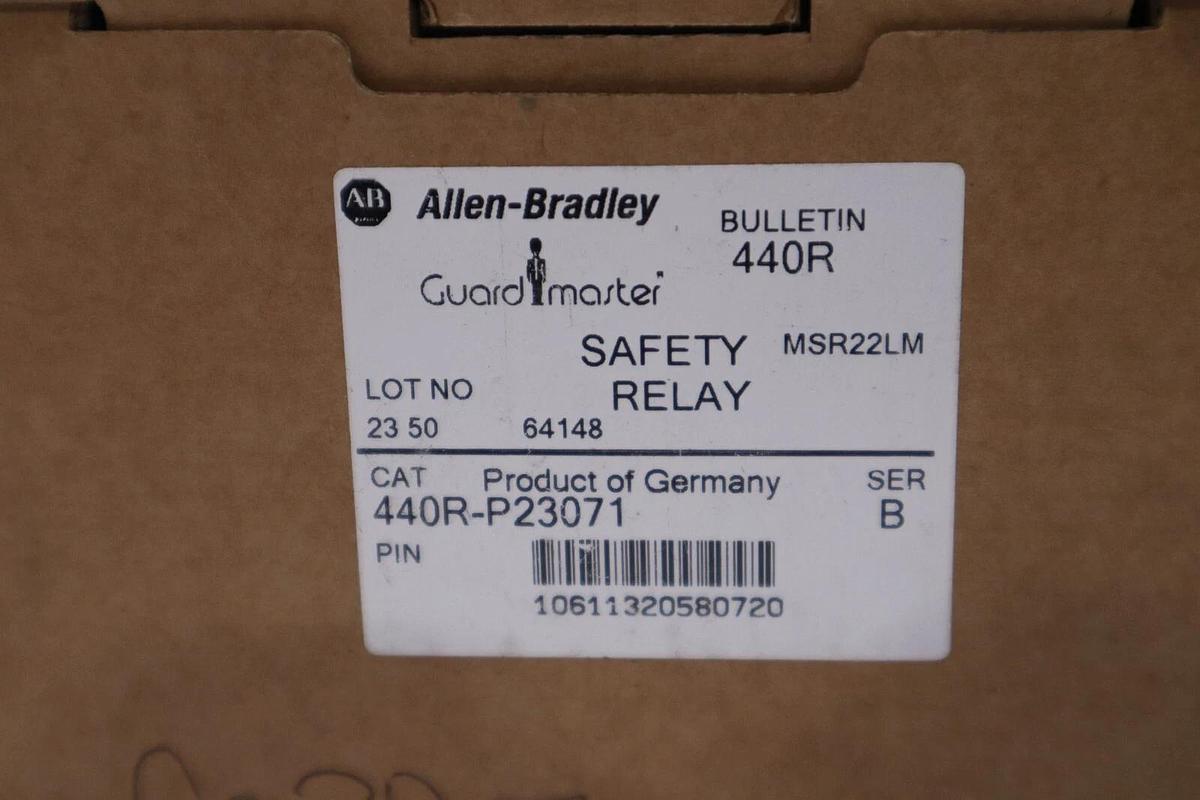 AB Allen-Bradley
BULLETIN
440R
Guardmaster
SAFETY RELAY
MSR22LM
LOT NO
23 50 64148
CAT Product of Germany SER
440R-P23071 B
PIN
10611320580720